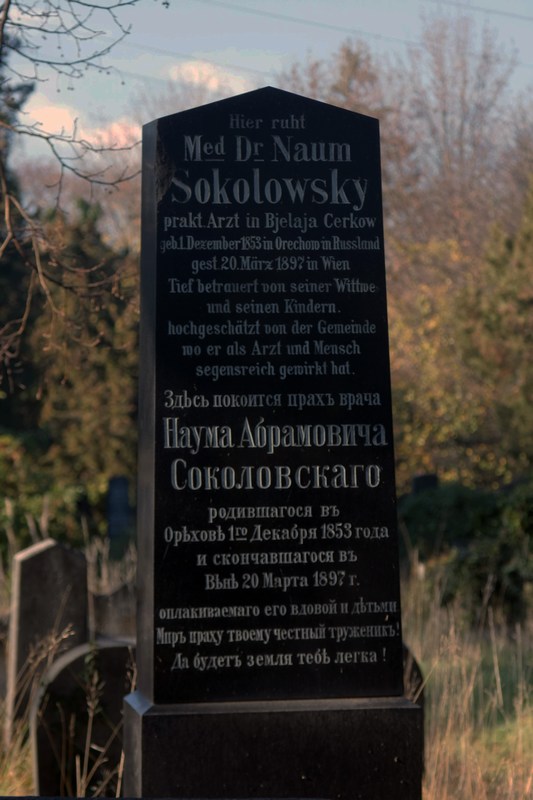 Hier ruht
Med Dr Naum
Sokolowsky
prakt. Arzt in Bjelaja Cerkow
geb. 1. Dezember 1853 in Orechow in Russland
gest. 20. März 1897 in Wien
Tief betrauert von seiner Wittwe
und seinen Kindern.
hochgeschätzt von der Gemeinde
wo er als Arzt und Mensch
segensreich gewirkt hat.
Здѣсь покоится прахъ врача
Наума Абрамовича
Соколовскаго
родившагося въ
Орѣховѣ 1го Декабря 1853 года
и скончавшагося въ
Вѣнѣ 20 Марта 1897 г.
оплакиваемаго его вдовой и дѣтьми
Миръ праху твоему честный труженикъ!
Да будетъ земля тебѣ легка!